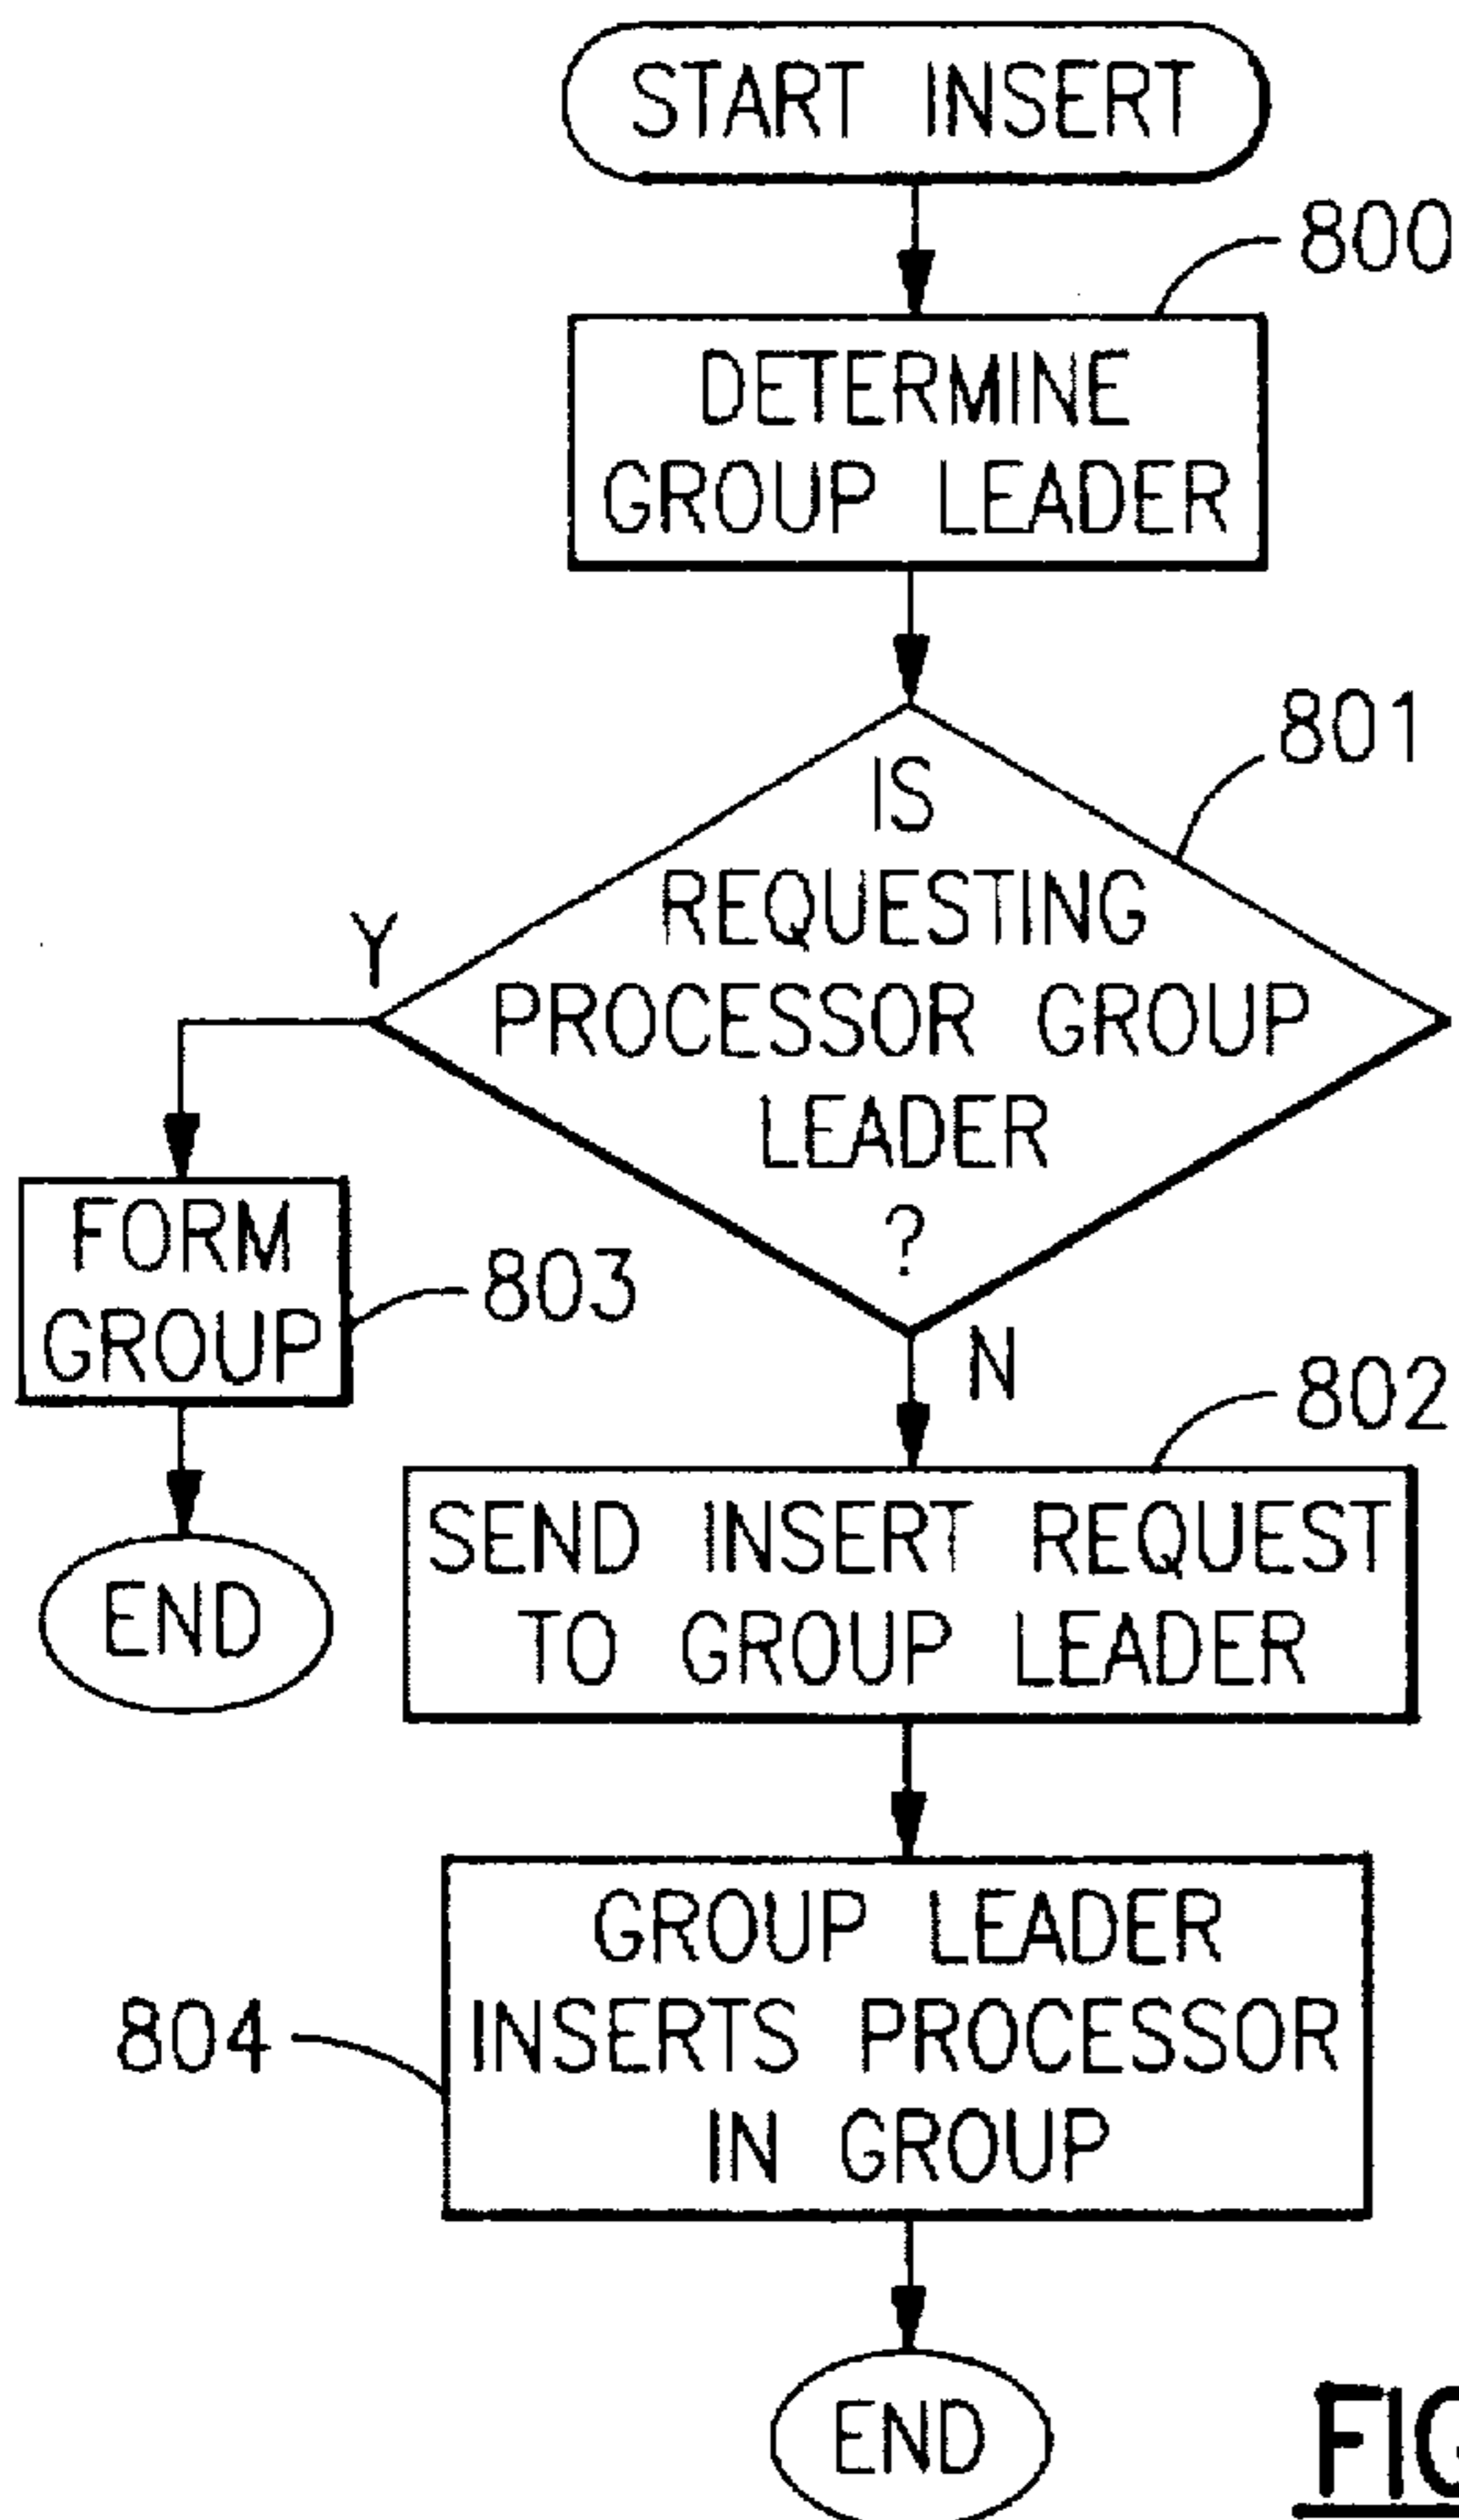 START INSERT
800
DETERMINE
GROUP LEADER
801
IS
REQUESTING
PROCESSOR GROUP
LEADER
?
Y
N
FORM
GROUP
803
END
802
SEND INSERT REQUEST
TO GROUP LEADER
804
GROUP LEADER
INSERTS PROCESSOR
IN GROUP
END